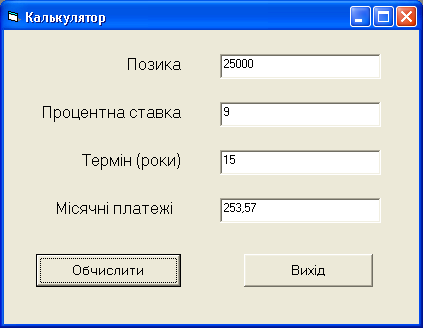 Калькулятор
Позика 25000
Процентна ставка 9
Термін (роки) 15
Місячні платежі 253,57
Обчислити Вихід